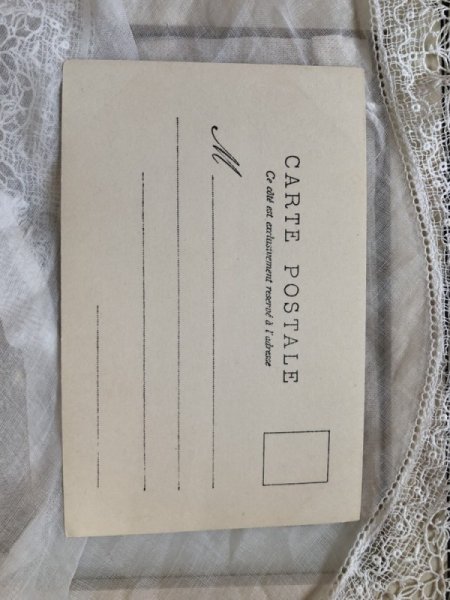 CARTE POSTALE
Ce côté est exclusivement réservé à l'adresse
M